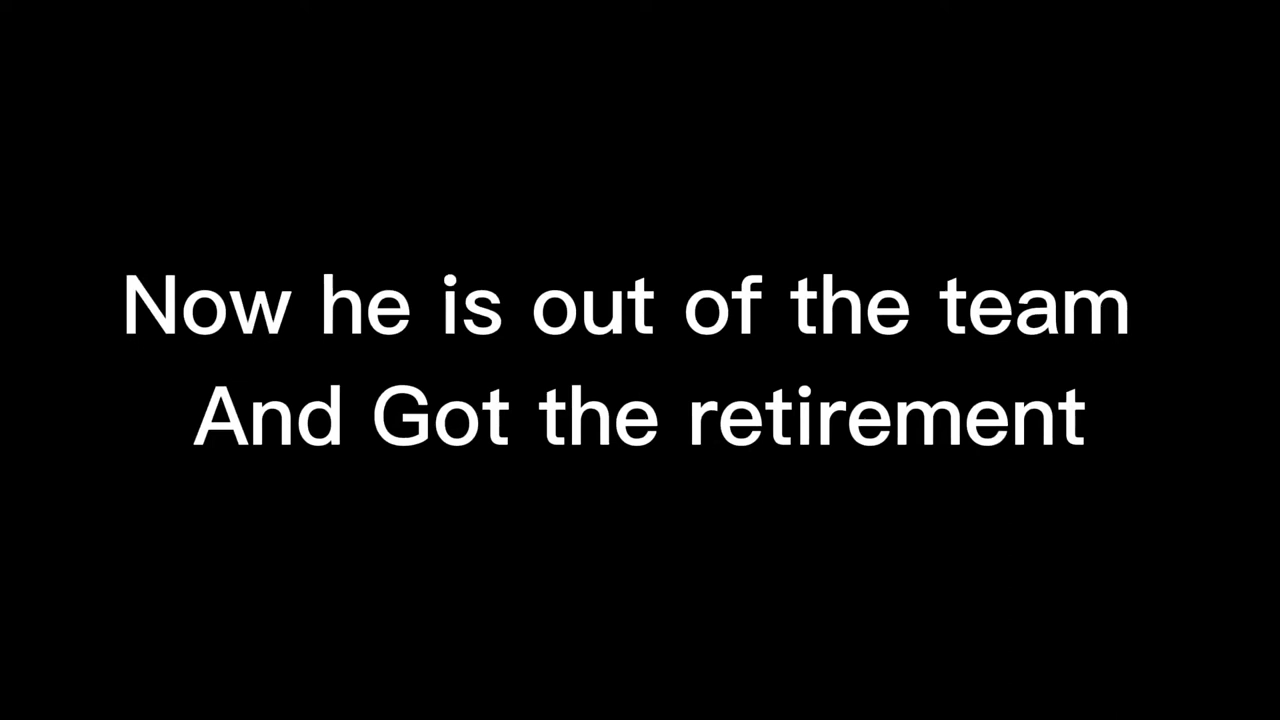 Now he is out of the team
And Got the retirement